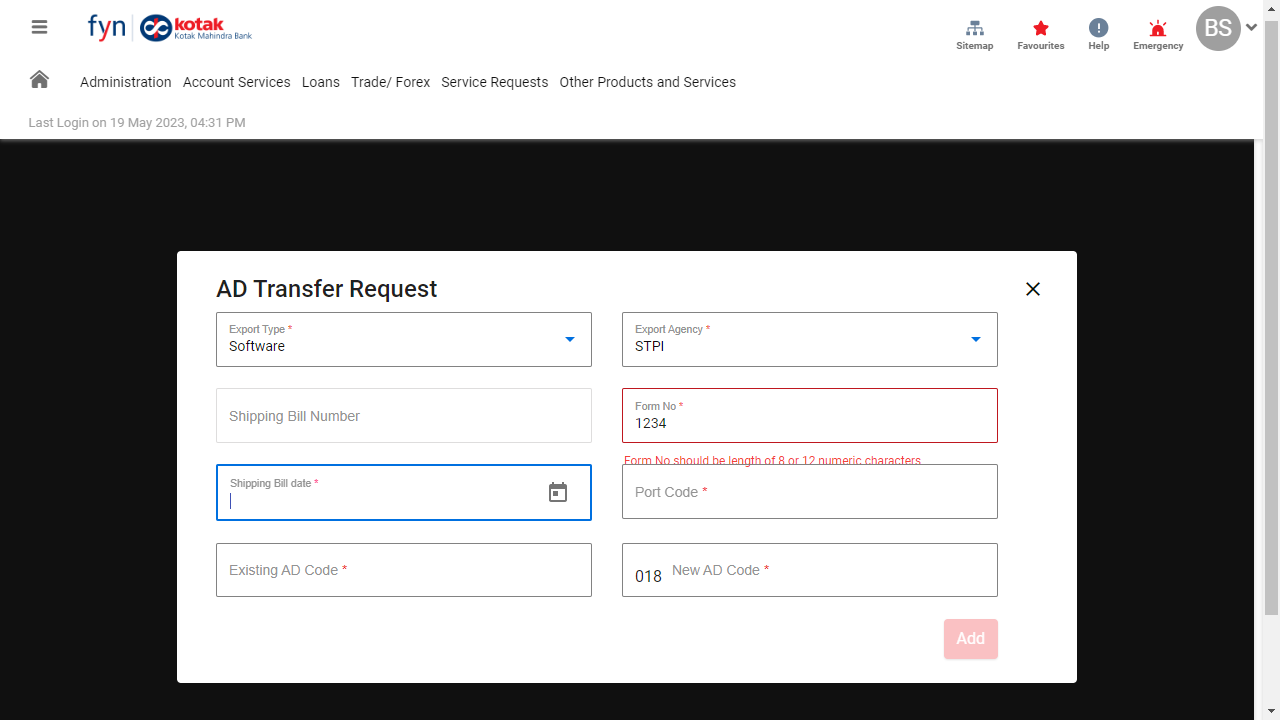 fyn kotak
Kotak Mahindra Bank
Sitemap Favourites Help Emergency BS
Administration Account Services Loans Trade/ Forex Service Requests Other Products and Services
Last Login on 19 May 2023, 04:31 PM
AD Transfer Request
Export Type *
Software
Export Agency *
STPI
Shipping Bill Number
Form No *
1234
Form No should be length of 8 or 12 numeric characters
Shipping Bill date *
Port Code *
Existing AD Code *
018 New AD Code *
Add